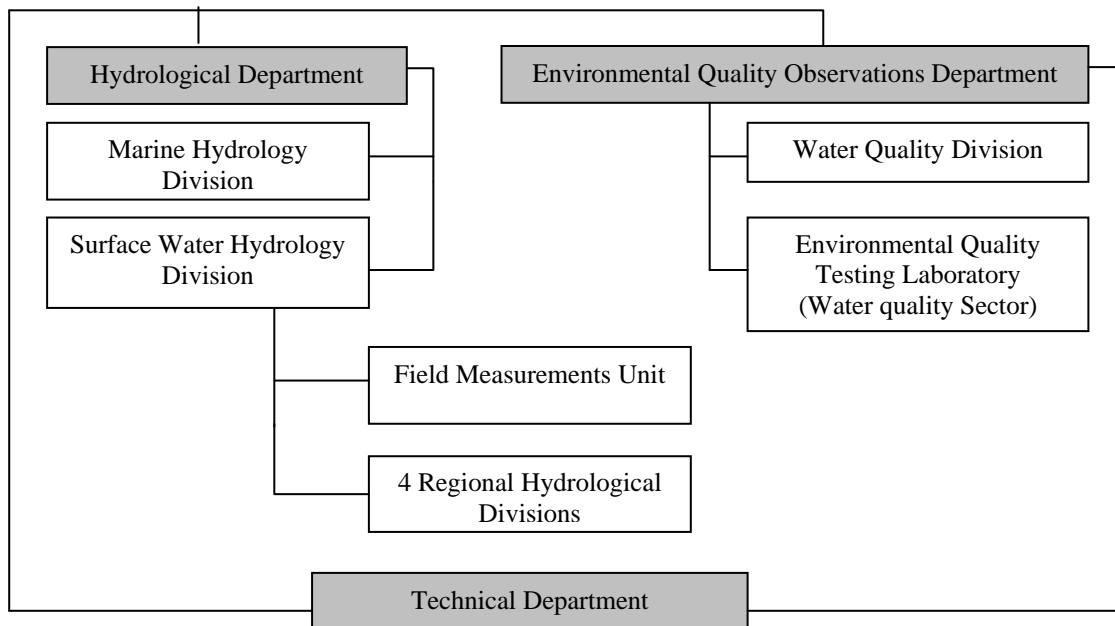 Hydrological Department
Environmental Quality Observations Department
Marine Hydrology
Division
Water Quality Division
Surface Water Hydrology
Division
Environmental Quality
Testing Laboratory
(Water quality Sector)
Field Measurements Unit
4 Regional Hydrological
Divisions
Technical Department